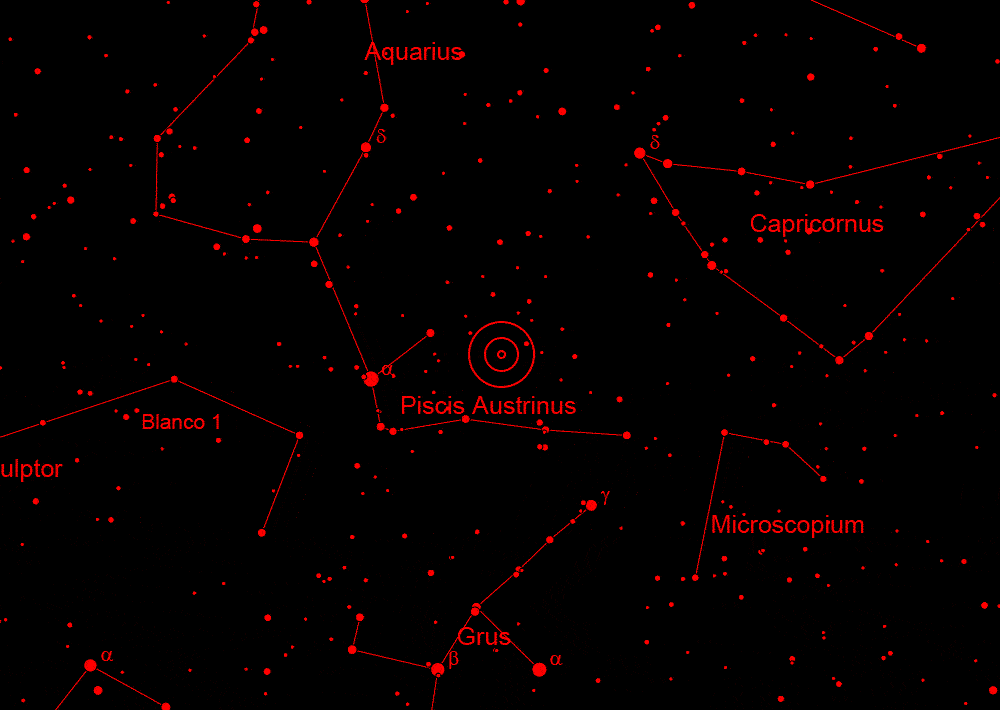 Aquarius
δ
δ
Capricornus
α
Piscis Austrinus
Blanco 1
ulptor
γ
Microscopium
Grus
β
α
α